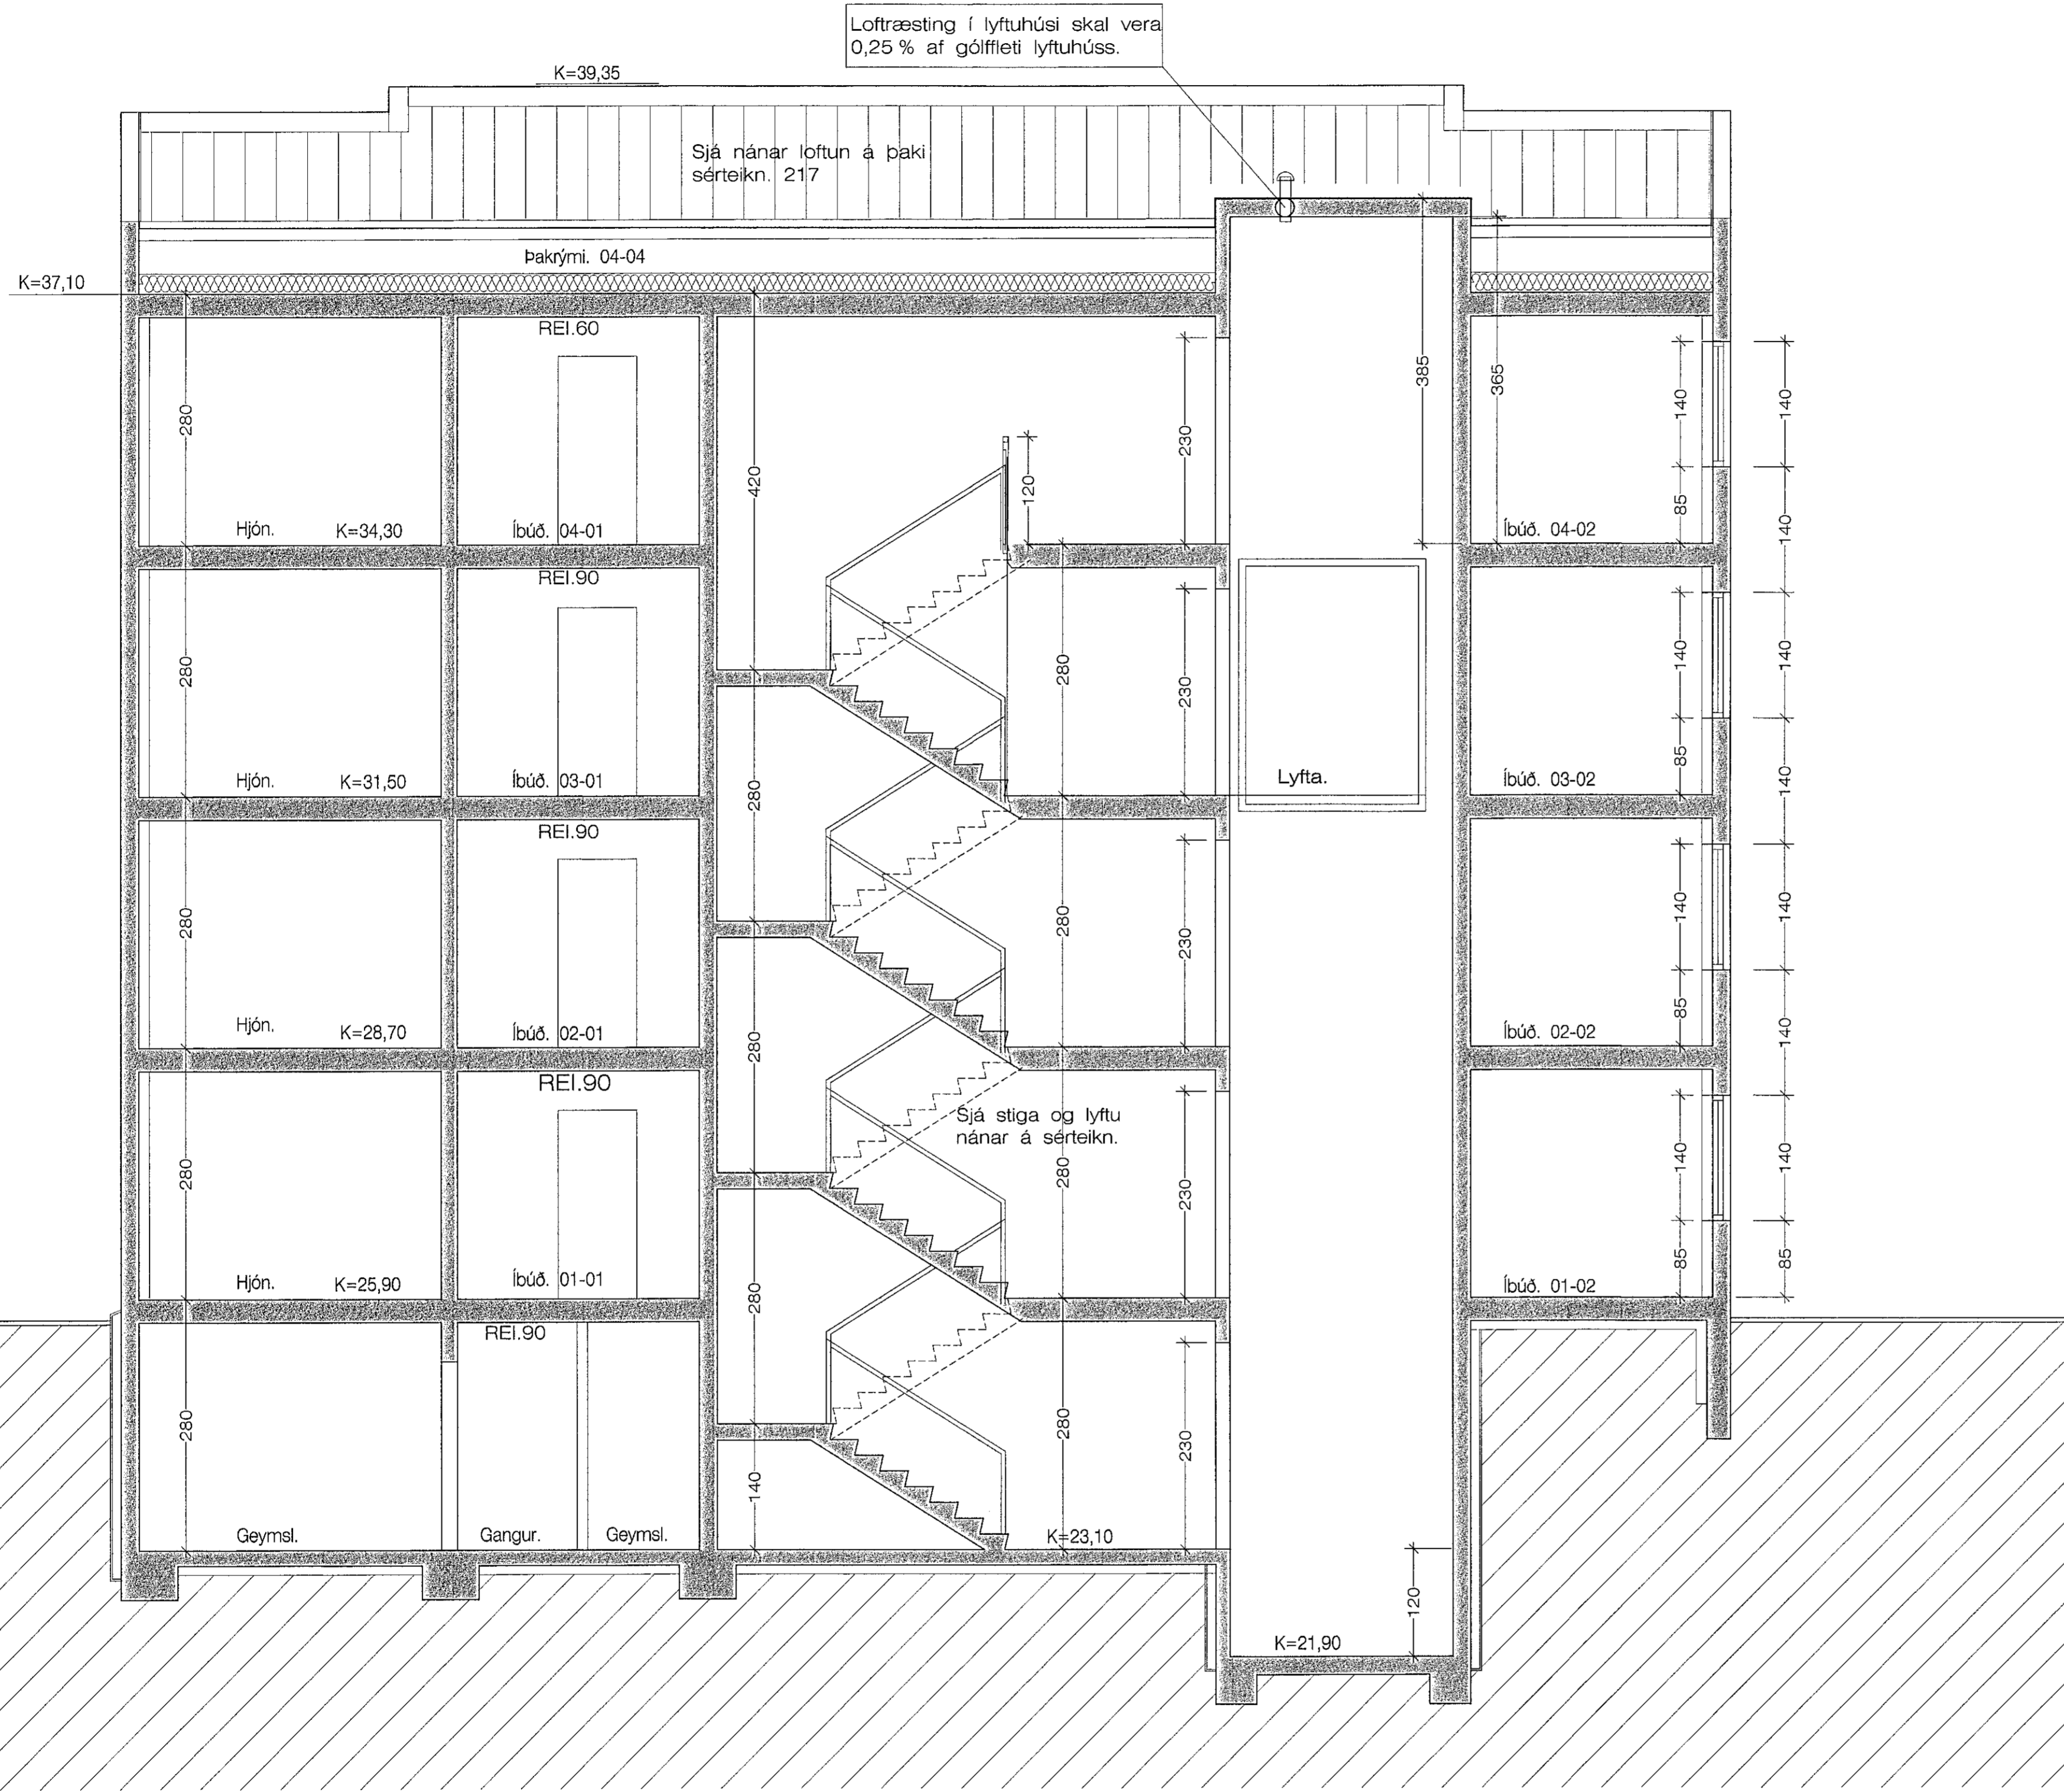 Loftræsting í lyftuhúsi skal vera
0,25 % af gólffleti lyftuhúss.
K=39,35
Sjá nánar loftun á þaki
sérteikn. 217
Þakrými. 04-04
K=37,10
REI.60
280
420
230
385
365
140
140
120
85
140
Hjón.
K=34,30
Íbúð. 04-01
Íbúð. 04-02
REI.90
280
280
280
230
140
140
85
140
Hjón.
K=31,50
Íbúð. 03-01
Lyfta.
Íbúð. 03-02
REI.90
280
280
280
230
140
140
85
140
Hjón.
K=28,70
Íbúð. 02-01
Íbúð. 02-02
REI.90
Sjá stiga og lyftu
nánar á sérteikn.
280
280
280
230
140
140
85
85
Hjón.
K=25,90
Íbúð. 01-01
Íbúð. 01-02
REI.90
280
140
280
230
Geymsl.
Gangur.
Geymsl.
K=23,10
120
K=21,90